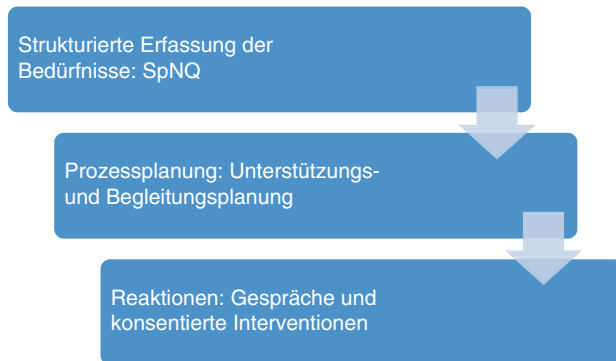 Strukturierte Erfassung der
Bedürfnisse: SpNQ
Prozessplanung: Unterstützungs-
und Begleitungsplanung
Reaktionen: Gespräche und
konsentierte Interventionen